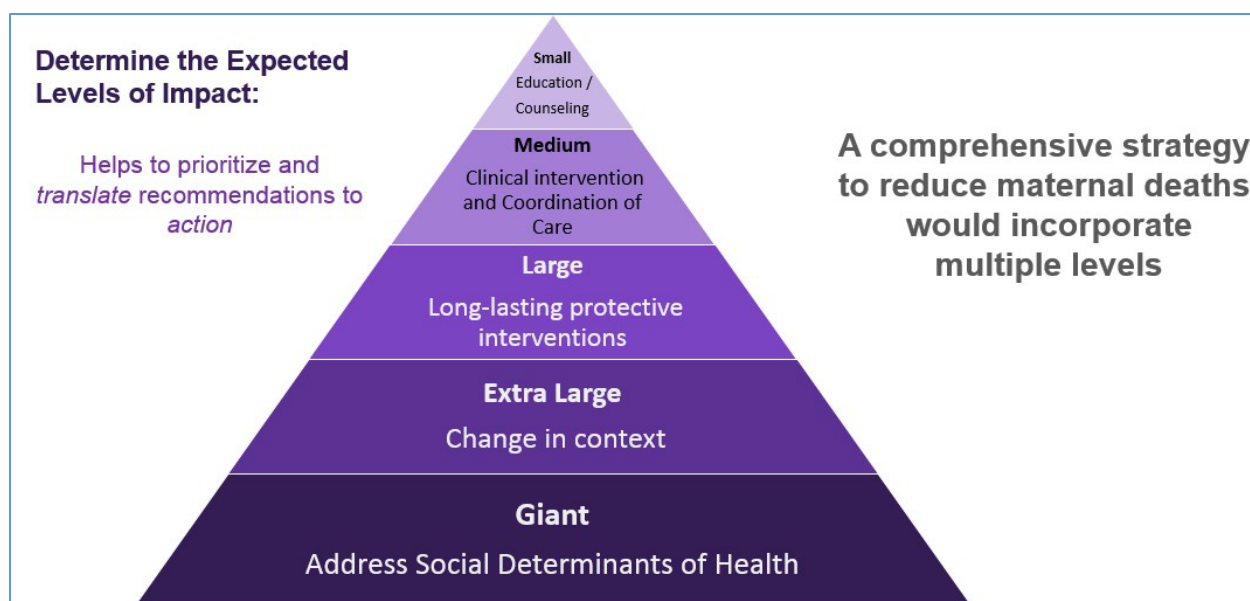 Determine the Expected
Levels of Impact:
Helps to prioritize and
translate recommendations to
action
Small
Education /
Counseling
Medium
Clinical intervention
and Coordination of
Care
Large
Long-lasting protective
interventions
Extra Large
Change in context
Giant
Address Social Determinants of Health
A comprehensive strategy
to reduce maternal deaths
would incorporate
multiple levels